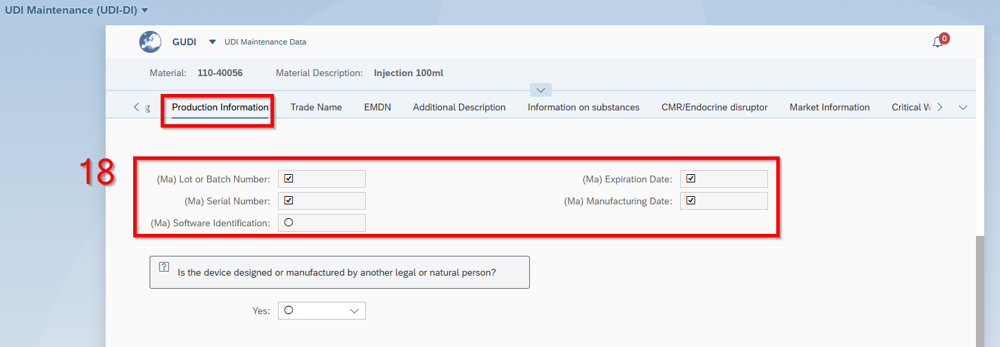 UDI Maintenance (UDI-DI)
GUDI UDI Maintenance Data 0
Material: 110-40056 Material Description: Injection 100ml
g Production Information Trade Name EMDN Additional Description Information on substances CMR/Endocrine disruptor Market Information Critical W
18
(Ma) Lot or Batch Number: (Ma) Expiration Date:
(Ma) Serial Number: (Ma) Manufacturing Date:
(Ma) Software Identification:
? Is the device designed or manufactured by another legal or natural person?
Yes: